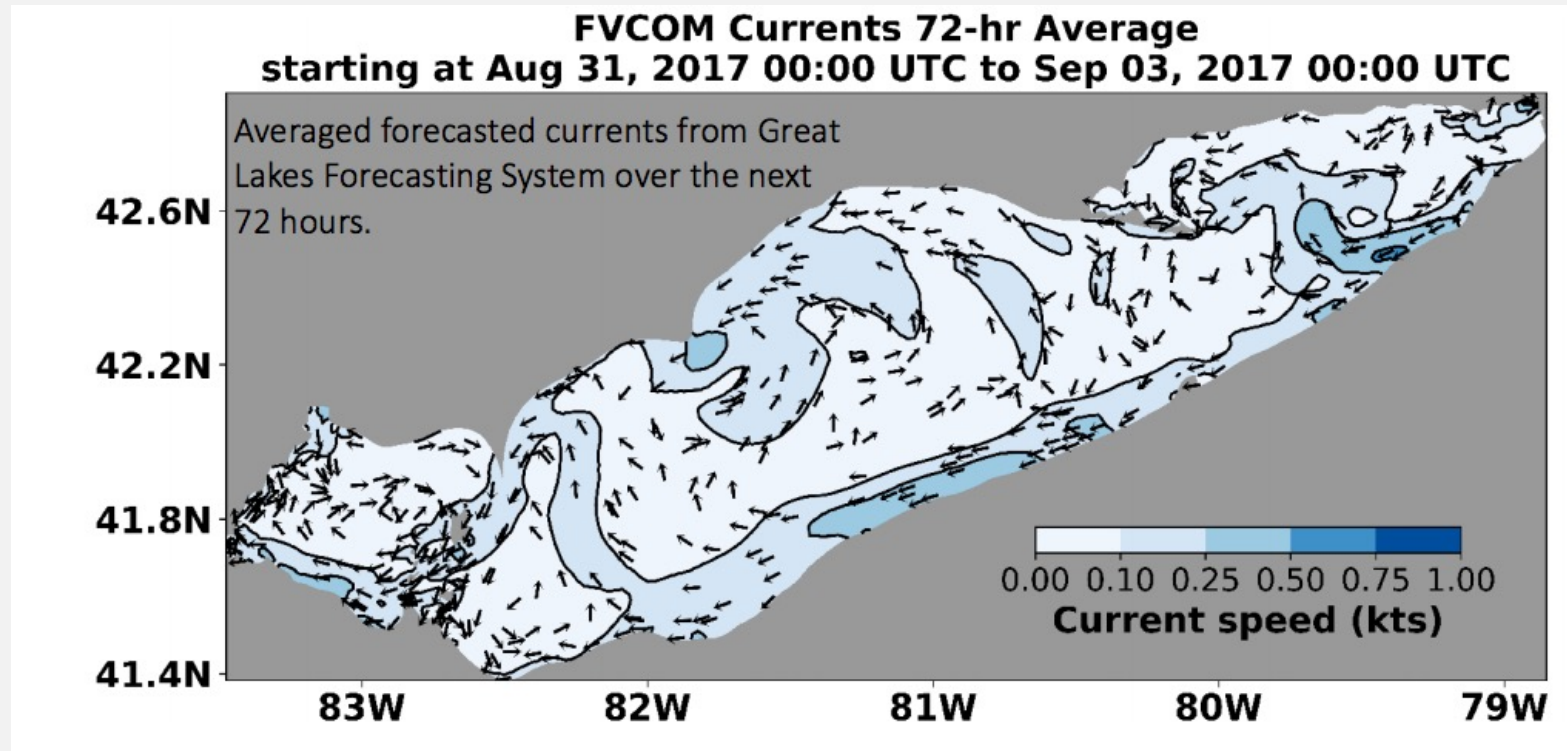 FVCOM Currents 72-hr Average
starting at Aug 31, 2017 00:00 UTC to Sep 03, 2017 00:00 UTC
Averaged forecasted currents from Great
Lakes Forecasting System over the next
72 hours.
42.6N
42.2N
41.8N
41.4N
0.00 0.10 0.25 0.50 0.75 1.00
Current speed (kts)
83W 82W 81W 80W 79W